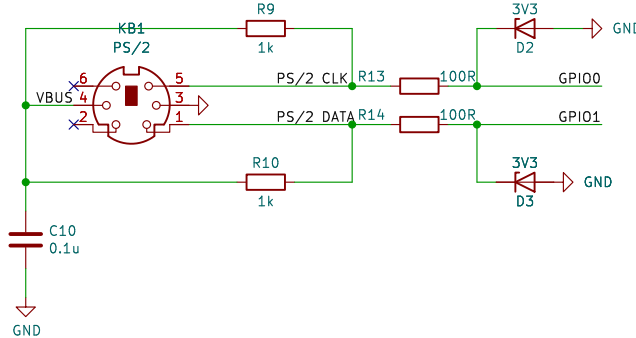 R9
1k
KB1
PS/2
3V3
D2
GND
6
5
PS/2 CLK
R13
100R
GPIO0
VBUS
4
3
2
1
PS/2 DATA
R14
100R
GPIO1
R10
1k
3V3
D3
GND
C10
0.1u
GND